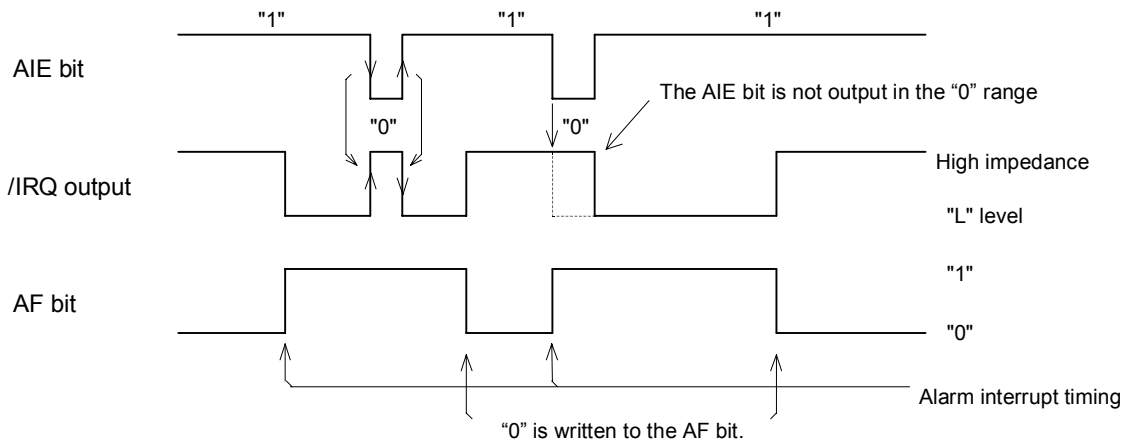 "1" "1" "1"
AIE bit
The AIE bit is not output in the “0” range
"0" "0"
High impedance
/IRQ output
"L" level
"1"
AF bit
"0"
Alarm interrupt timing
“0” is written to the AF bit.